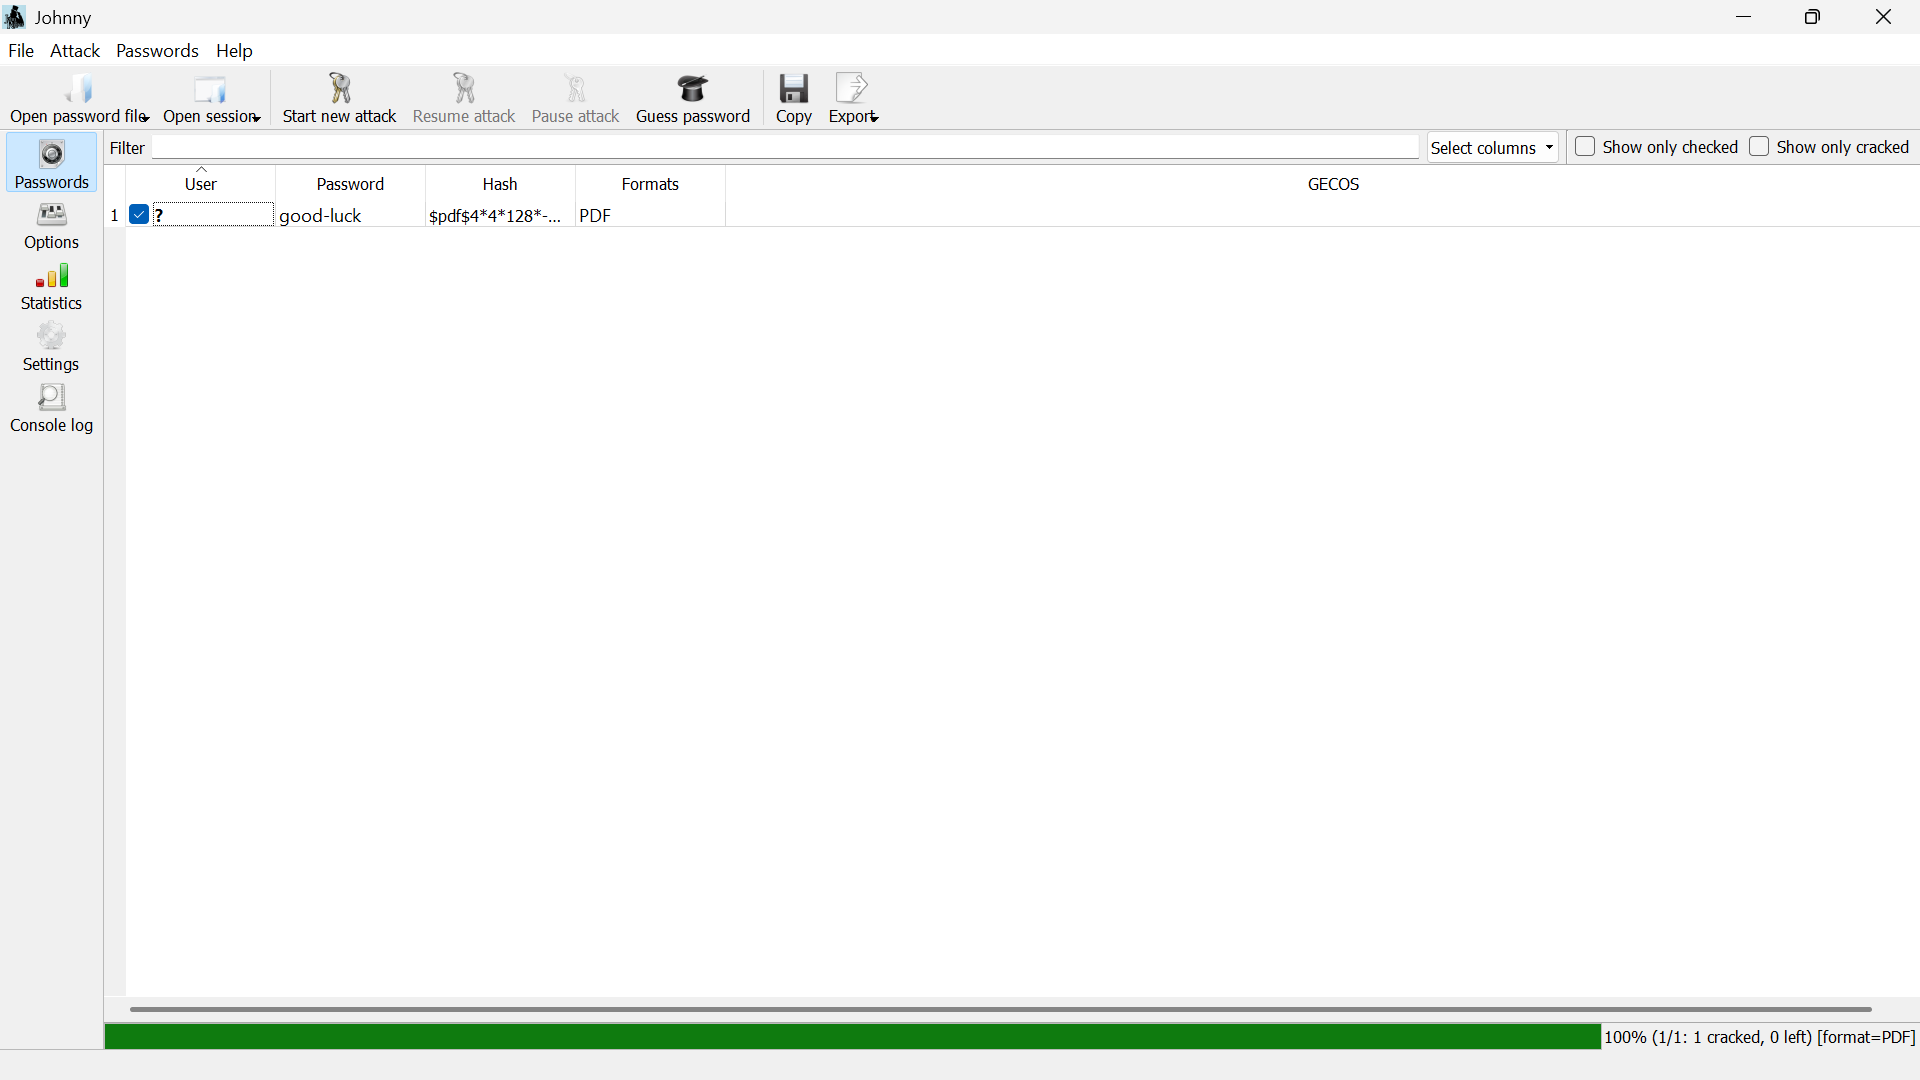 Johnny
File Attack Passwords Help
Open password file Open session Start new attack Resume attack Pause attack Guess password Copy Export
Passwords
Options
Statistics
Settings
Console log
Filter Select columns Show only checked Show only cracked
User Password Hash Formats GECOS
1 ? good-luck $pdf$4*4*128*-... PDF
100% (1/1: 1 cracked, 0 left) [format=PDF]